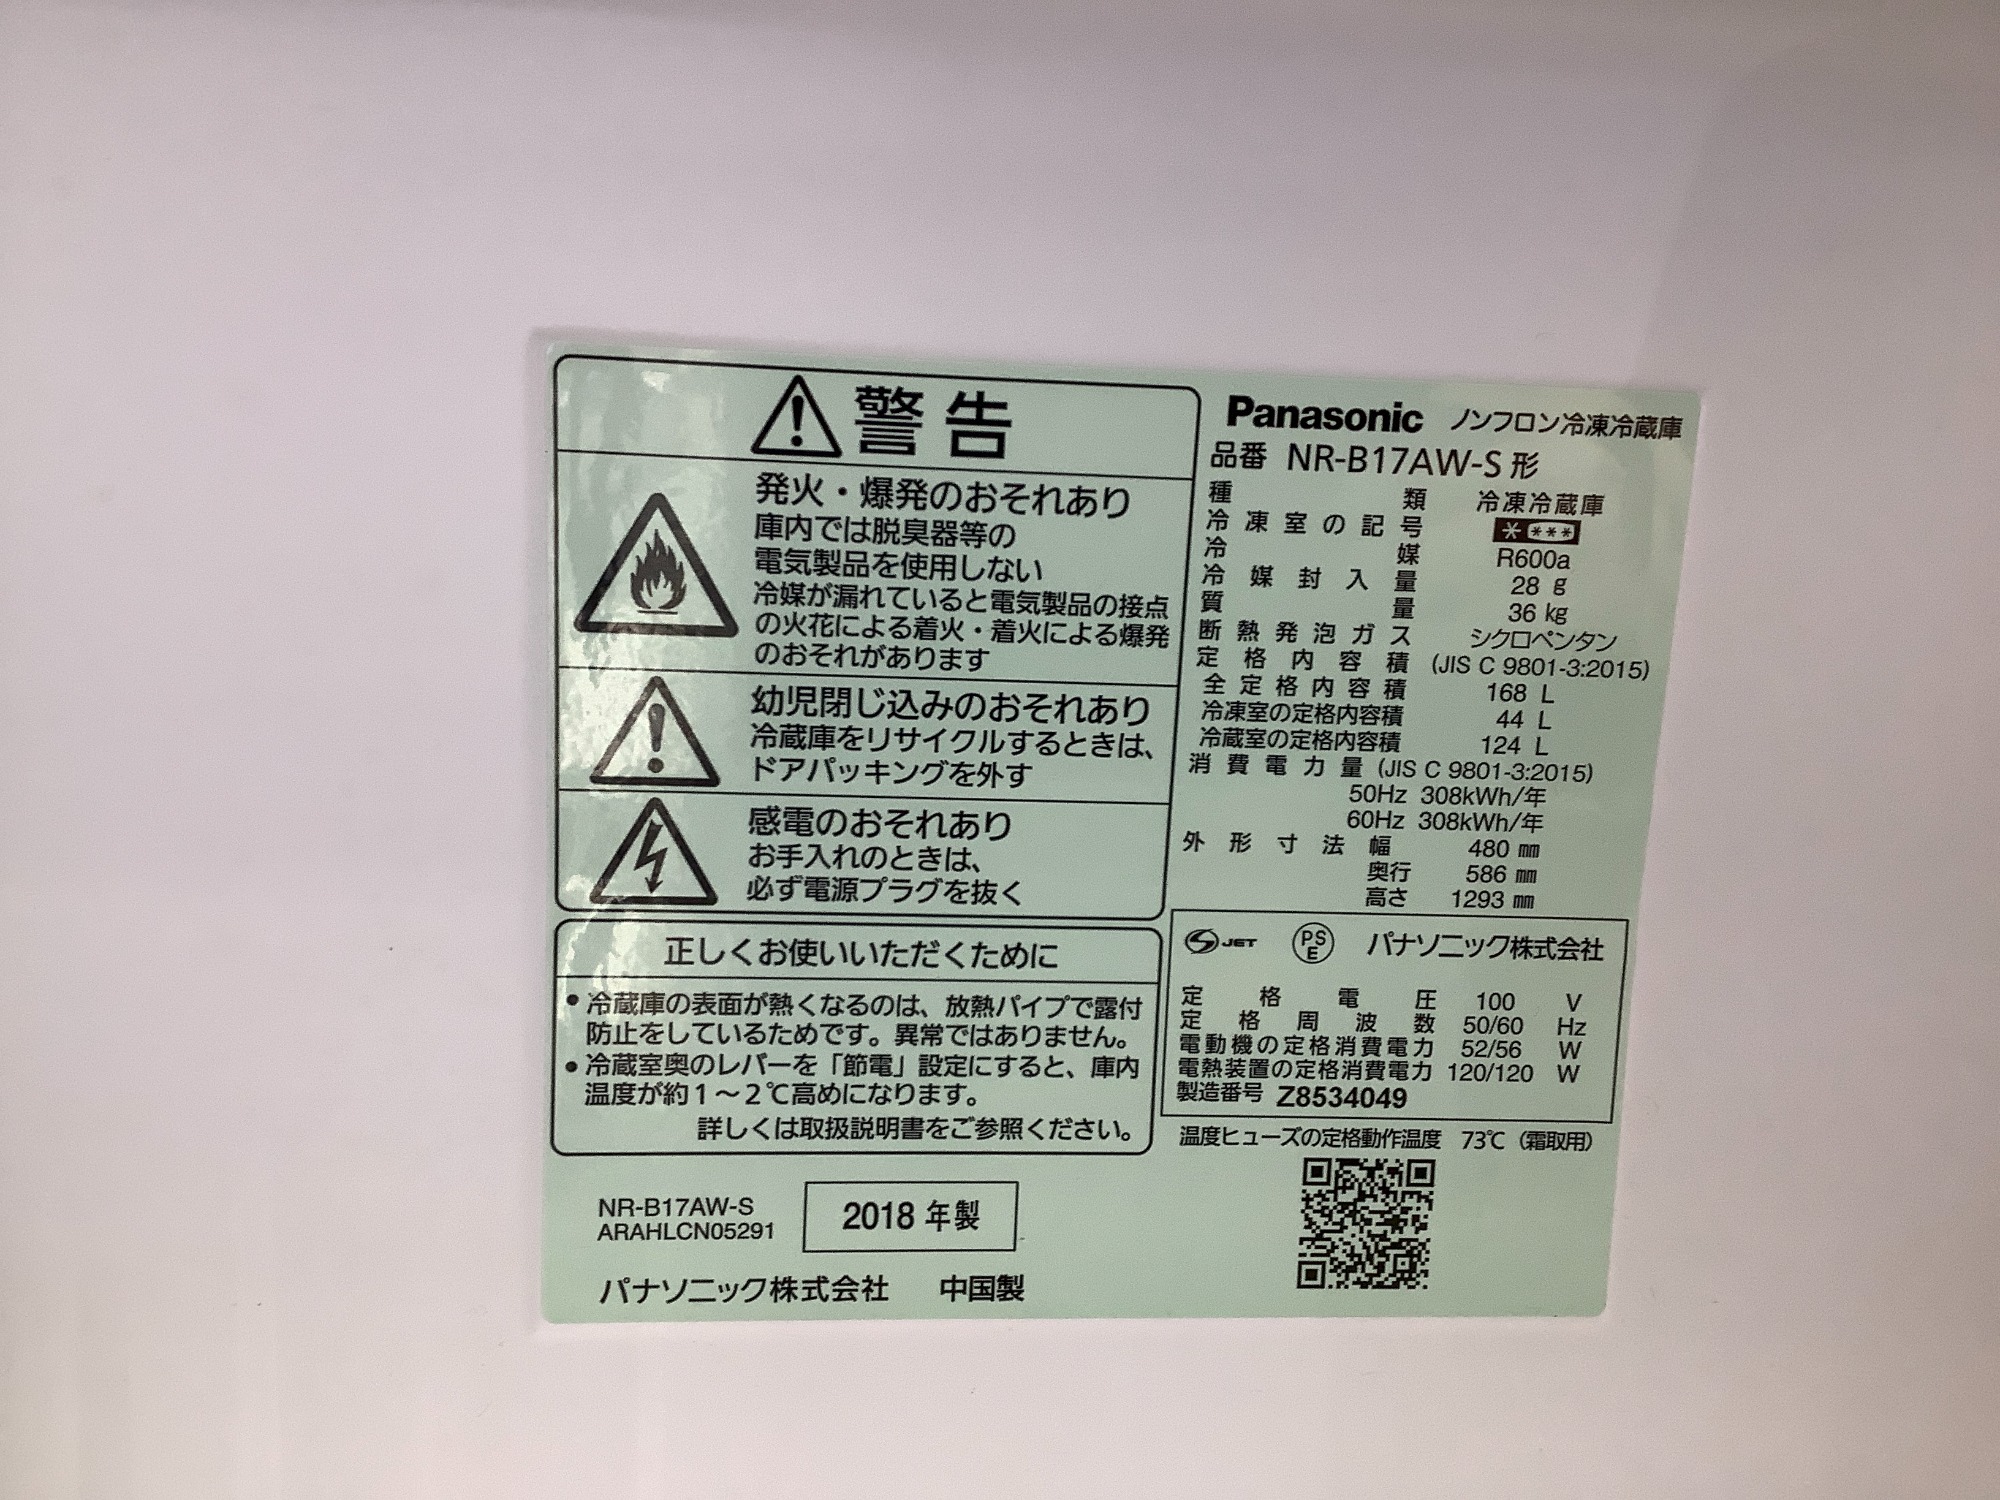 警告
発火・爆発のおそれあり
庫内では脱臭器等の
電気製品を使用しない
冷媒が漏れていると電気製品の接点
の火花による着火・着火による爆発
のおそれがあります
幼児閉じ込みのおそれあり
冷蔵庫をリサイクルするときは、
ドアパッキングを外す
感電のおそれあり
お手入れのときは、
必ず電源プラグを抜く
正しくお使いいただくために
●冷蔵庫の表面が熱くなるのは、放熱パイプで露付
防止をしているためです。異常ではありません。
●冷蔵室奥のレバーを「節電」設定にすると、庫内
温度が約1～2℃高めになります。
詳しくは取扱説明書をご参照ください。
NR-B17AW-S
ARAHLCN05291
2018 年製
パナソニック株式会社 中国製
Panasonic ノンフロン冷凍冷蔵庫
品番 NR-B17AW-S 形
種類 冷凍冷蔵庫
冷凍室の記号 * ***
冷媒 R600a
冷媒封入量 28 g
質量 36 kg
断熱発泡ガス シクロペンタン
定格内容積 (JIS C 9801-3:2015)
全定格内容積 168 L
冷凍室の定格内容積 44 L
冷蔵室の定格内容積 124 L
消費電力量 (JIS C 9801-3:2015)
50Hz 308kWh/年
60Hz 308kWh/年
外形寸法 幅 480 ㎜
奥行 586 ㎜
高さ 1293 ㎜
JET PS E パナソニック株式会社
定格電圧 100 V
定格周波数 50/60 Hz
電動機の定格消費電力 52/56 W
電熱装置の定格消費電力 120/120 W
製造番号 Z8534049
温度ヒューズの定格動作温度 73℃（霜取用）